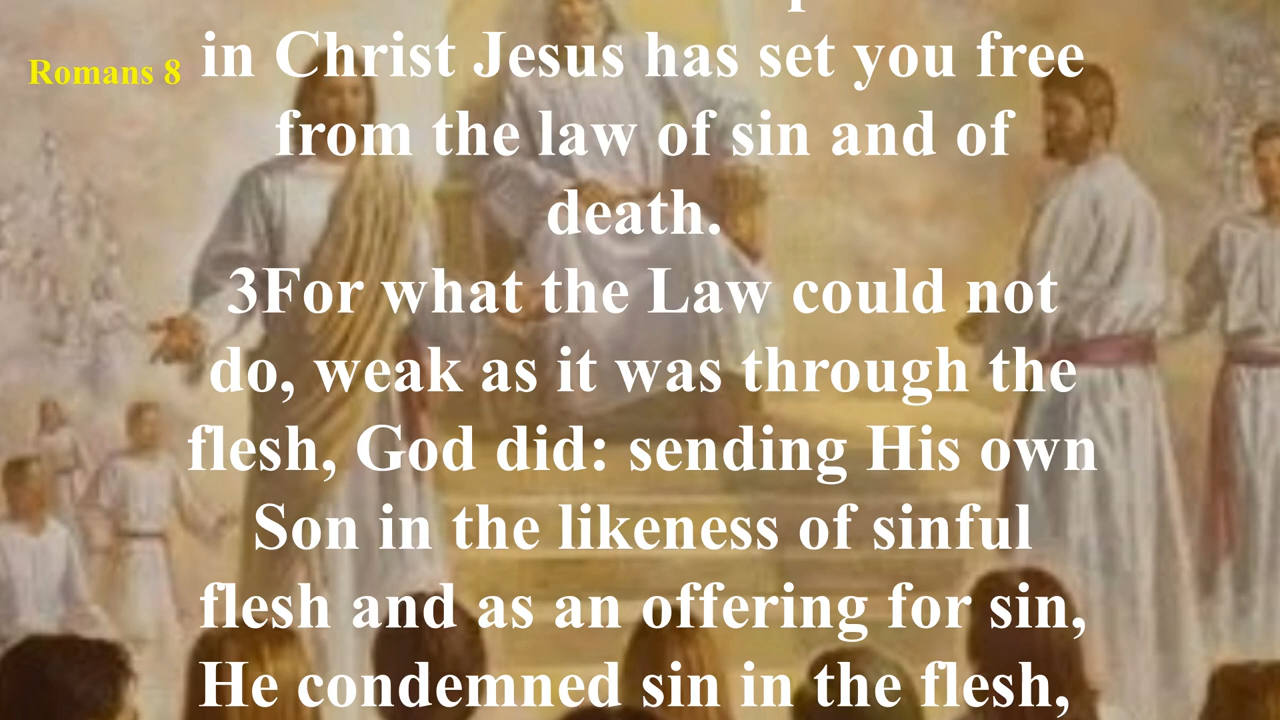 Romans 8
in Christ Jesus has set you free
from the law of sin and of
death.
3For what the Law could not
do, weak as it was through the
flesh, God did: sending His own
Son in the likeness of sinful
flesh and as an offering for sin,
He condemned sin in the flesh,